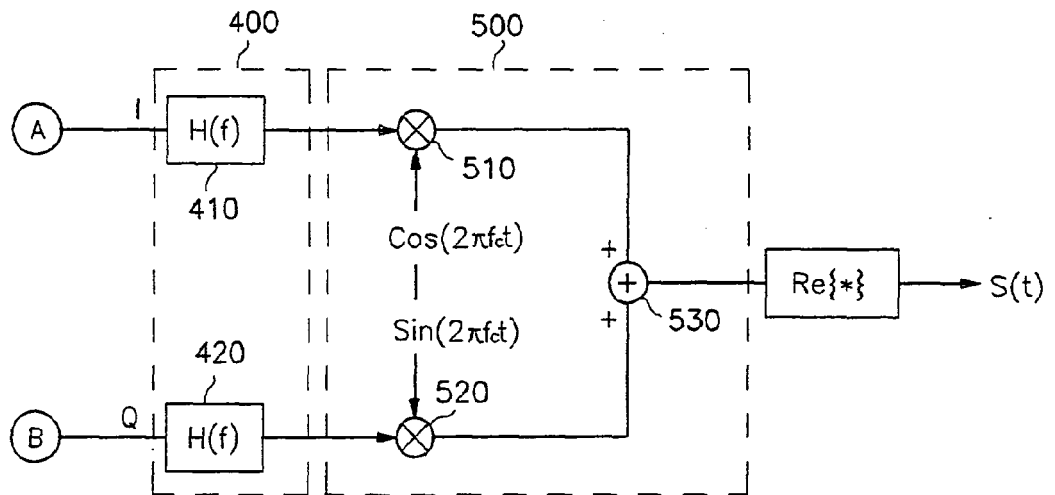 400
500
A
I
H(f)
410
510
Cos(2πfct)
+
+
530
Re{*}
S(t)
+
Sin(2πfct)
420
520
B
Q
H(f)